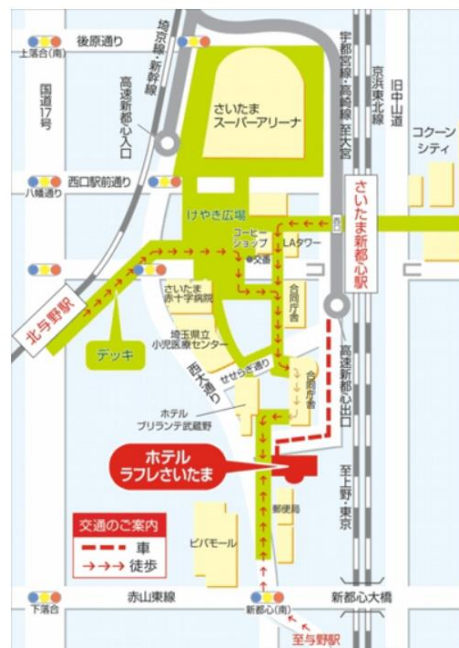 後原通り
上落合(南)
埼京線・新幹線
高速新都心入口
国道17号
さいたま
スーパーアリーナ
宇都宮線・高崎線 至大宮
京浜東北線
旧中山道
コクーン
シティ
西口駅前通り
八幡通り
けやき広場
コーヒー
ショップ
LAタワー
交番
さいたま新都心駅
北与野駅
デッキ
さいたま
赤十字病院
合同庁舎
埼玉県立
小児医療センター
せせらぎ通り
西大通り
合同庁舎
高速新都心出口
ホテル
ブリランテ武蔵野
ホテル
ラフレさいたま
至上野・東京
郵便局
ビバモール
交通のご案内
車
徒歩
赤山東線
下落合
新都心(南)
新都心大橋
至与野駅